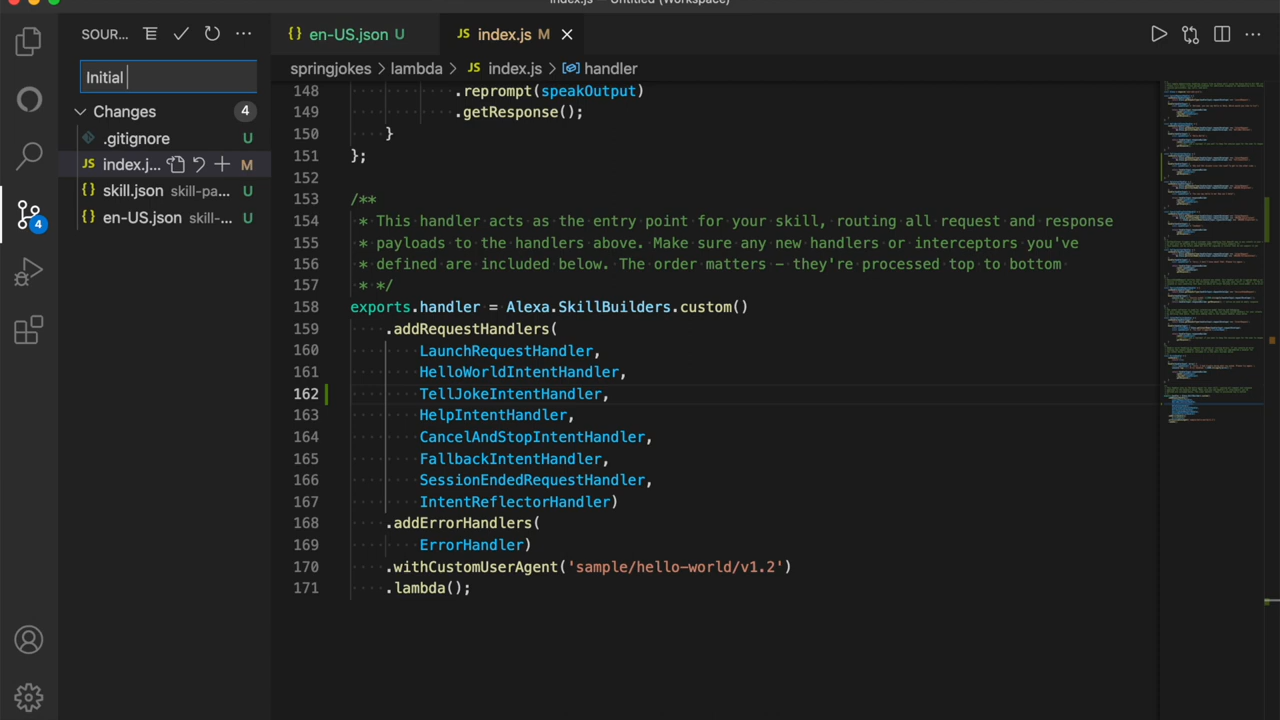 index.js — Untitled (Workspace)
SOUR...
{} en-US.json U
JS index.js M
Initial
springjokes > lambda > JS index.js > handler
Changes 4
.gitignore U
JS index.j... M
{} skill.json skill-pa... U
{} en-US.json skill-... U
4
148 .reprompt(speakOutput)
149 .getResponse();
150 }
151 };
152
153 /**
154 * This handler acts as the entry point for your skill, routing all request and response
155 * payloads to the handlers above. Make sure any new handlers or interceptors you've
156 * defined are included below. The order matters - they're processed top to bottom
157 * */
158 exports.handler = Alexa.SkillBuilders.custom()
159 .addRequestHandlers(
160 LaunchRequestHandler,
161 HelloWorldIntentHandler,
162 TellJokeIntentHandler,
163 HelpIntentHandler,
164 CancelAndStopIntentHandler,
165 FallbackIntentHandler,
166 SessionEndedRequestHandler,
167 IntentReflectorHandler)
168 .addErrorHandlers(
169 ErrorHandler)
170 .withCustomUserAgent('sample/hello-world/v1.2')
171 .lambda();